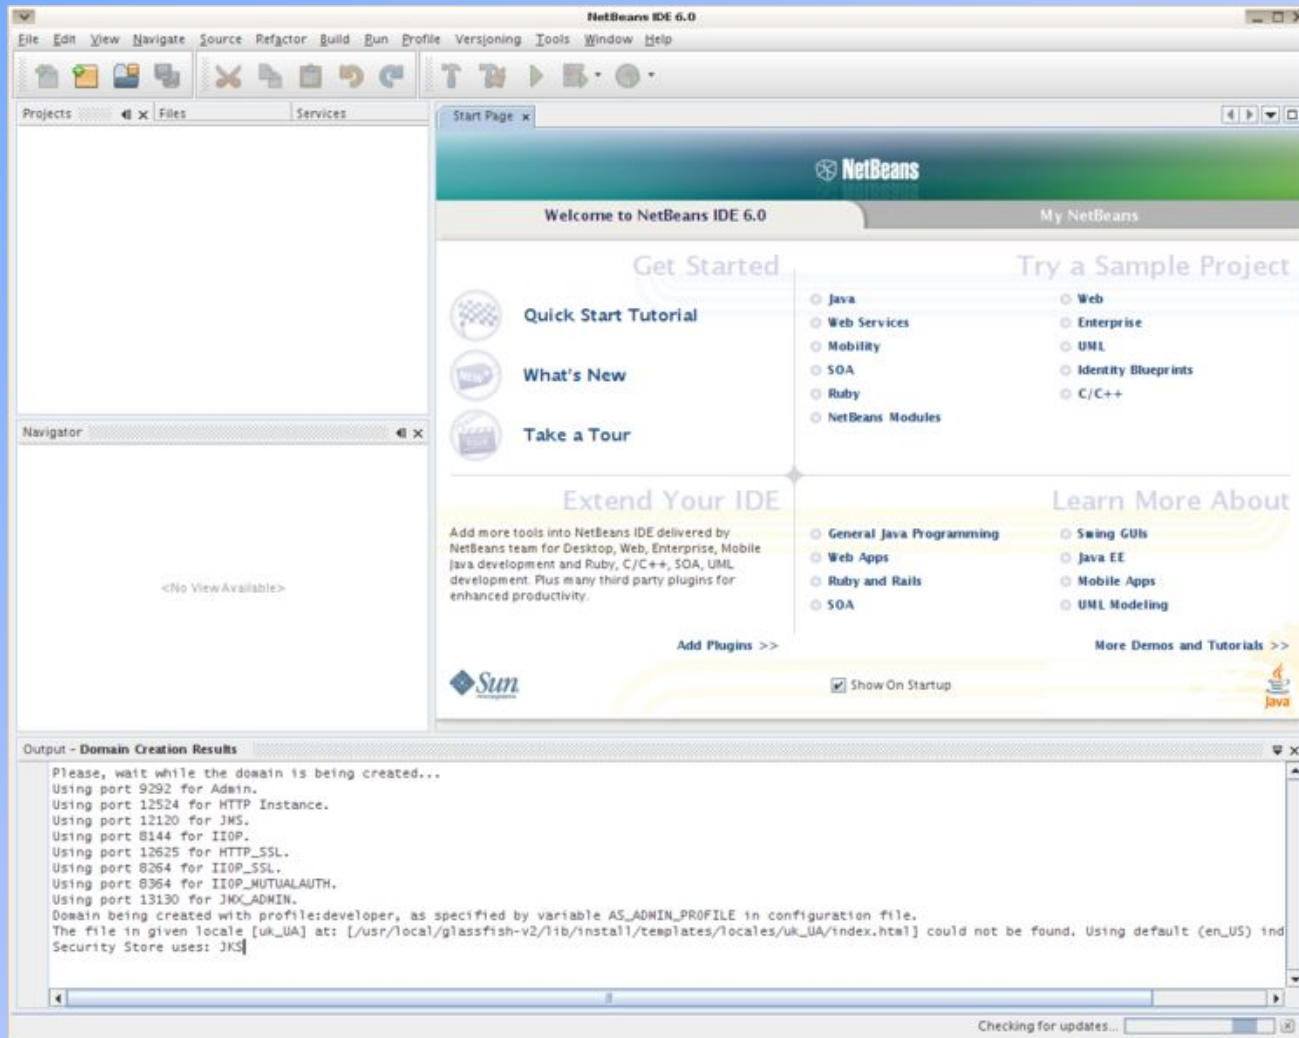 NetBeans IDE 6.0
File Edit View Navigate Source Refactor Build Run Profile Versioning Tools Window Help
Projects Files Services
Start Page
NetBeans
Welcome to NetBeans IDE 6.0
My NetBeans
Get Started
Quick Start Tutorial
What's New
Take a Tour
Try a Sample Project
Java
Web Services
Mobility
SOA
Ruby
NetBeans Modules
Web
Enterprise
UML
Identity Blueprints
C/C++
Extend Your IDE
Add more tools into NetBeans IDE delivered by
NetBeans team for Desktop, Web, Enterprise, Mobile
Java development and Ruby, C/C++, SOA, UML
development. Plus many third party plugins for
enhanced productivity.
Add Plugins >>
Learn More About
General Java Programming
Web Apps
Ruby and Rails
SOA
Swing GUIs
Java EE
Mobile Apps
UML Modeling
More Demos and Tutorials >>
Sun
Show On Startup
Java
Navigator
<No View Available>
Output - Domain Creation Results
Please, wait while the domain is being created...
Using port 9292 for Admin.
Using port 12524 for HTTP Instance.
Using port 12120 for JMS.
Using port 8144 for IIOP.
Using port 12625 for HTTP_SSL.
Using port 8264 for IIOP_SSL.
Using port 8364 for IIOP_MUTUALAUTH.
Using port 13130 for JMX_ADMIN.
Domain being created with profile:developer, as specified by variable AS_ADMIN_PROFILE in configuration file.
The file in given locale [uk_UA] at: [/usr/local/glassfish-v2/lib/install/templates/locales/uk_UA/index.html] could not be found. Using default (en_US) ind
Security Store uses: JKS
Checking for updates...